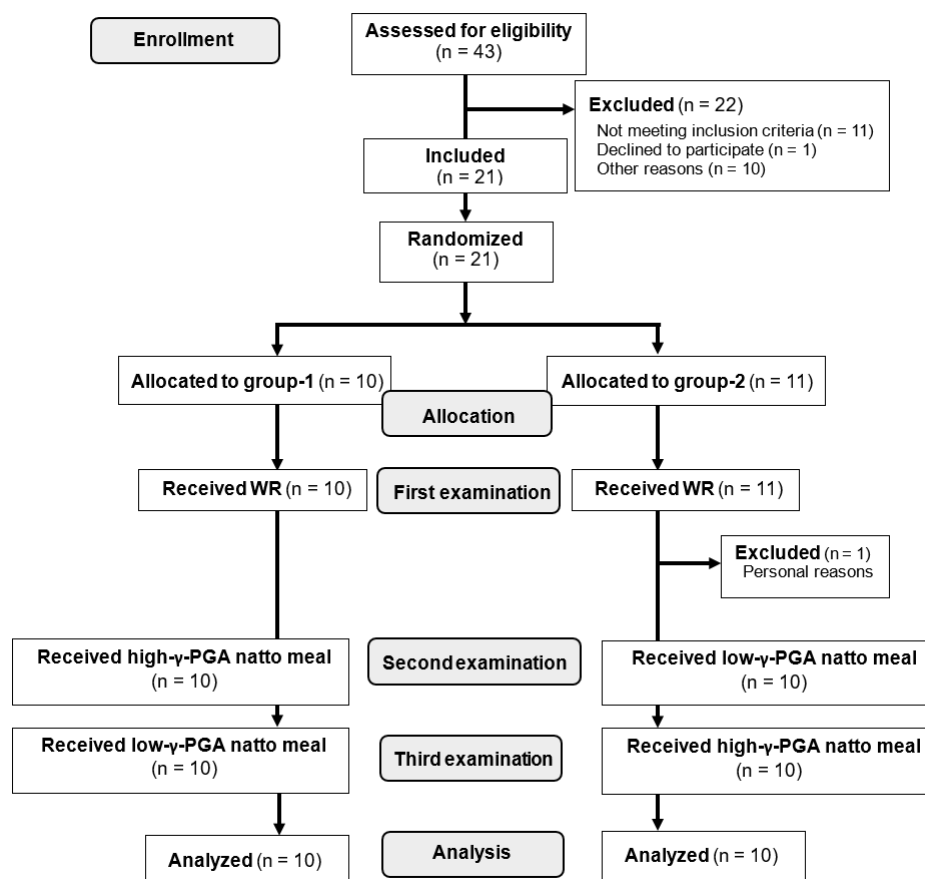 Enrollment
Assessed for eligibility
(n = 43)
Excluded (n = 22)
Not meeting inclusion criteria (n = 11)
Declined to participate (n = 1)
Other reasons (n = 10)
Included
(n = 21)
Randomized
(n = 21)
Allocated to group-1 (n = 10)
Allocated to group-2 (n = 11)
Allocation
Received WR (n = 10)
First examination
Received WR (n = 11)
Excluded (n = 1)
Personal reasons
Received high-γ-PGA natto meal
(n = 10)
Second examination
Received low-γ-PGA natto meal
(n = 10)
Received low-γ-PGA natto meal
(n = 10)
Third examination
Received high-γ-PGA natto meal
(n = 10)
Analyzed (n = 10)
Analysis
Analyzed (n = 10)